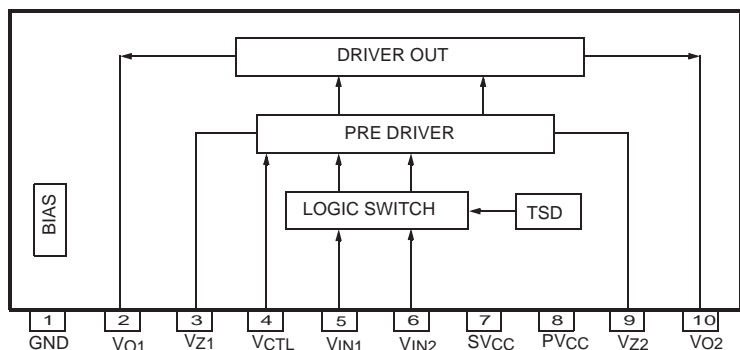 DRIVER OUT
PRE DRIVER
BIAS
LOGIC SWITCH
TSD
1 2 3 4 5 6 7 8 9 10
GND VO1 VZ1 VCTL VIN1 VIN2 SVCC PVCC VZ2 VO2